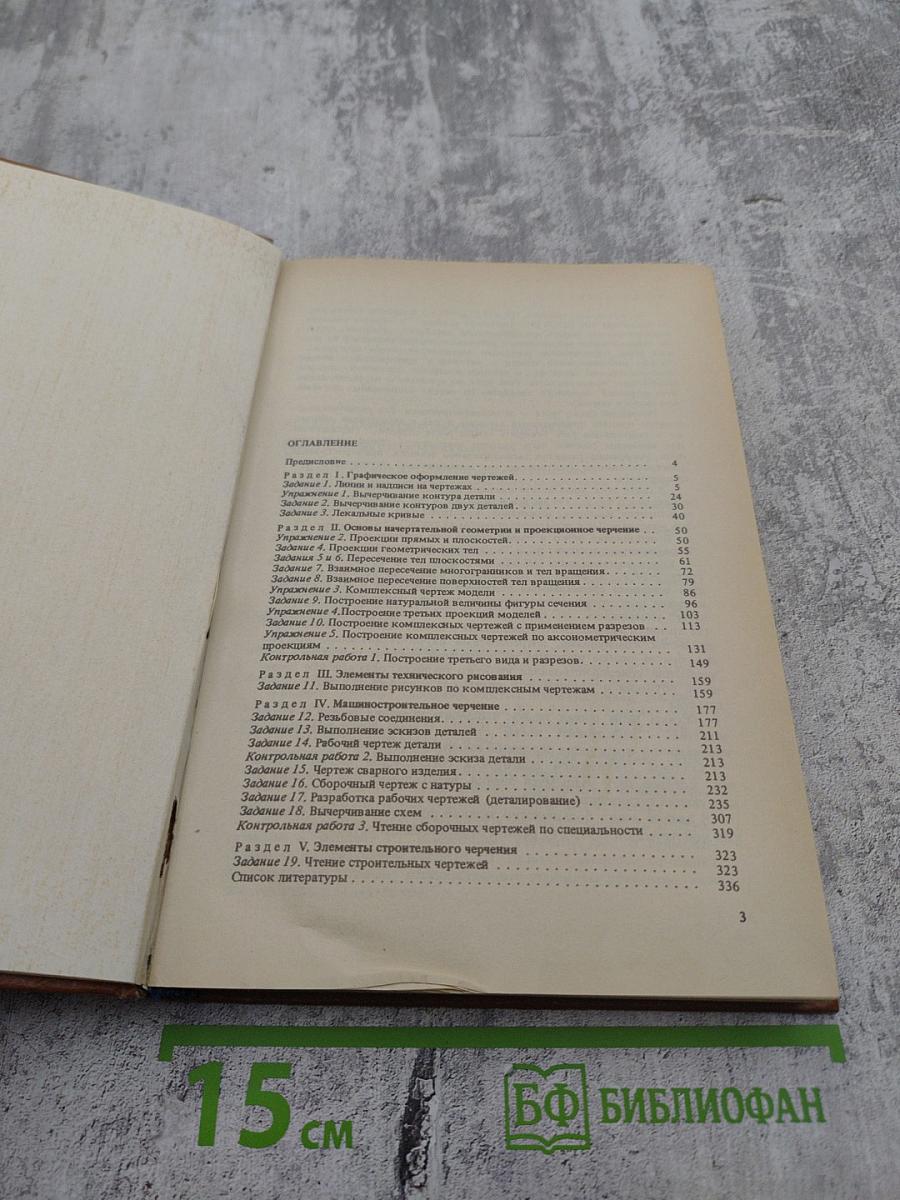 ОГЛАВЛЕНИЕ
Предисловие . . . . . . . . . . . . . . . . . . . . 4
Раздел I. Графическое оформление чертежей. . . . . . . . . . 5
Задание 1. Линии и надписи на чертежах . . . . . . . . . . 5
Упражнение 1. Вычерчивание контура детали . . . . . . . . . . 24
Задание 2. Вычерчивание контуров двух деталей . . . . . . . . . . 30
Задание 3. Лекальные кривые . . . . . . . . . . 40
Раздел II. Основы начертательной геометрии и проекционное черчение . . 50
Упражнение 2. Проекции прямых и плоскостей. . . . . . . . . . 50
Задание 4. Проекции геометрических тел . . . . . . . . . . 55
Задания 5 и 6. Пересечение тел плоскостями . . . . . . . . . . 61
Задание 7. Взаимное пересечение многогранников и тел вращения. . . . . . 72
Задание 8. Взаимное пересечение поверхностей тел вращения . . . . . . . . 79
Упражнение 3. Комплексный чертеж модели . . . . . . . . . . 86
Задание 9. Построение натуральной величины фигуры сечения . . . . . . . 96
Упражнение 4.Построение третьих проекций моделей . . . . . . . . . . 103
Задание 10. Построение комплексных чертежей с применением разрезов . . 113
Упражнение 5. Построение комплексных чертежей по аксонометрическим
проекциям . . . . . . . . . . 131
Контрольная работа 1. Построение третьего вида и разрезов. . . . . . . . . 149
Раздел III. Элементы технического рисования . . . . . . . . . . 159
Задание 11. Выполнение рисунков по комплексным чертежам . . . . . . . . 159
Раздел IV. Машиностроительное черчение . . . . . . . . . . 177
Задание 12. Резьбовые соединения. . . . . . . . . . 177
Задание 13. Выполнение эскизов деталей . . . . . . . . . . 211
Задание 14. Рабочий чертеж детали . . . . . . . . . . 213
Контрольная работа 2. Выполнение эскиза детали . . . . . . . . . . 213
Задание 15. Чертеж сварного изделия. . . . . . . . . . 213
Задание 16. Сборочный чертеж с натуры . . . . . . . . . . 232
Задание 17. Разработка рабочих чертежей (деталирование) . . . . . . . . . . 235
Задание 18. Вычерчивание схем . . . . . . . . . . 307
Контрольная работа 3. Чтение сборочных чертежей по специальности . . . . . 319
Раздел V. Элементы строительного черчения . . . . . . . . . . 323
Задание 19. Чтение строительных чертежей . . . . . . . . . . 323
Список литературы . . . . . . . . . . 336
3
15 см
БФ БИБЛИОФАН